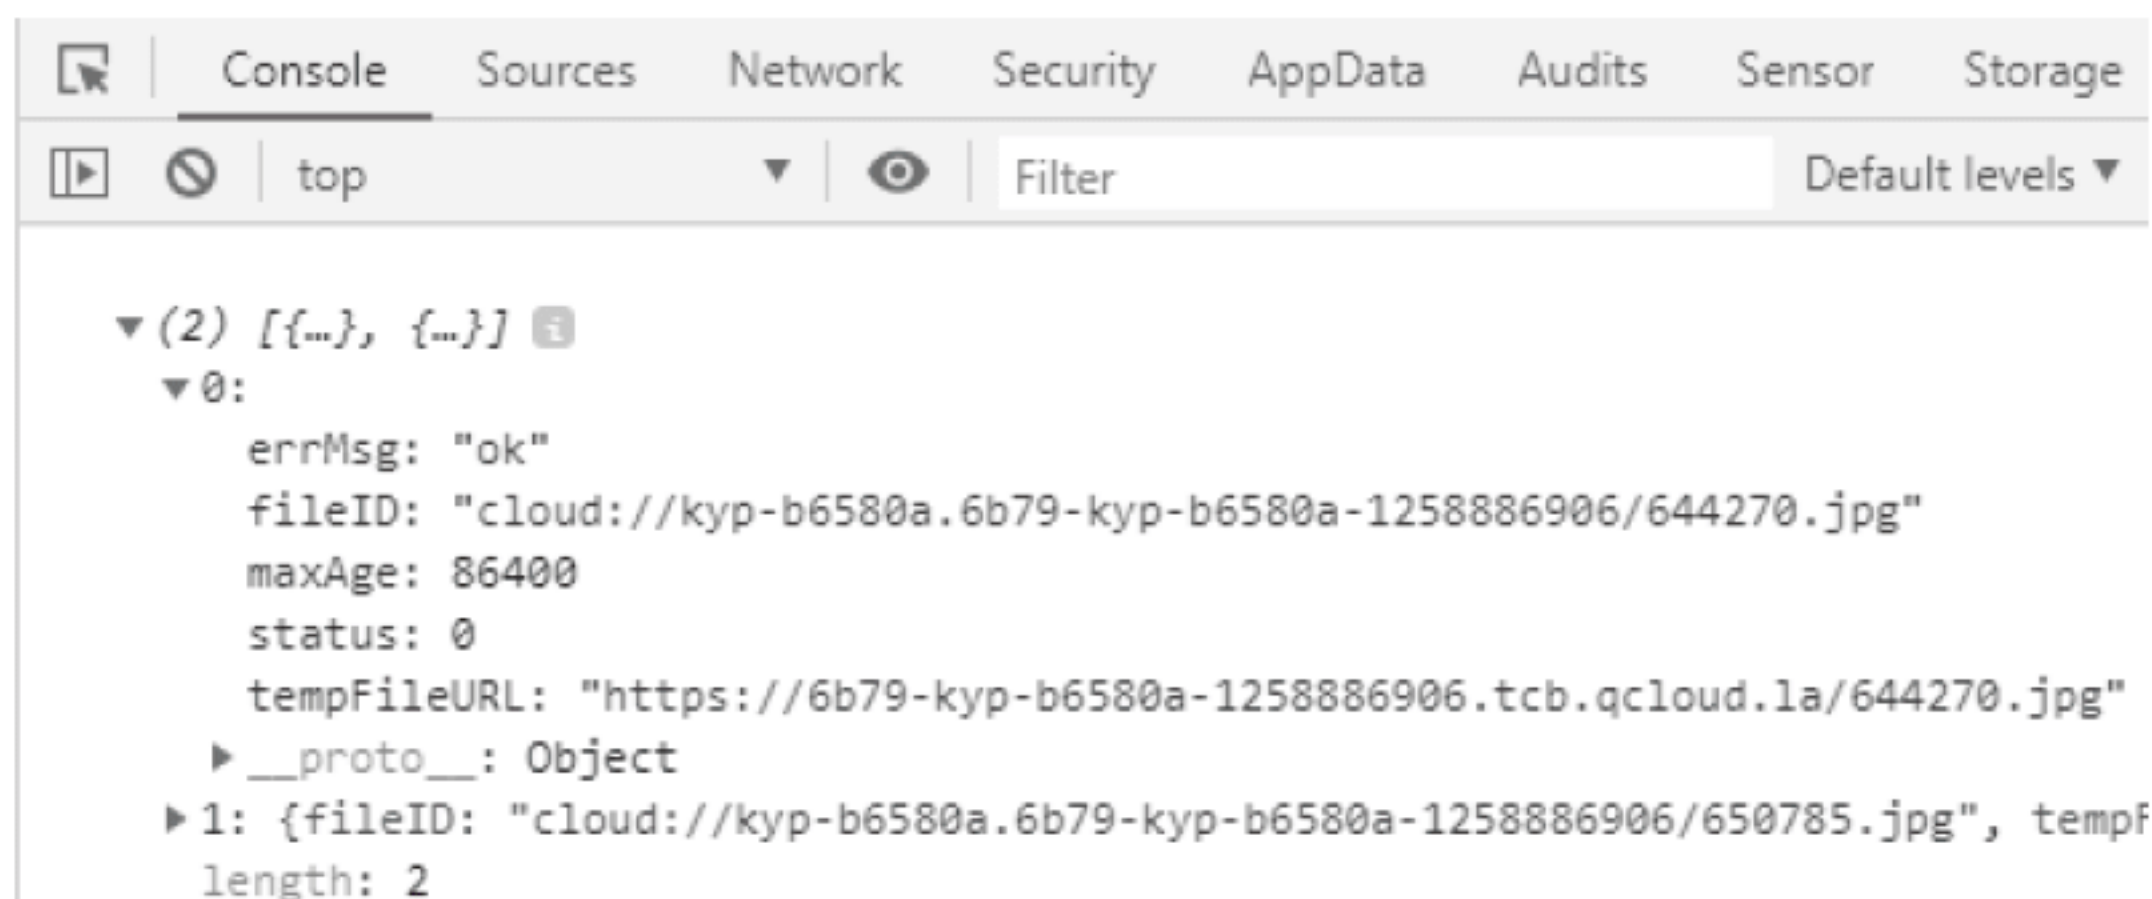 Console Sources Network Security AppData Audits Sensor Storage
top Filter Default levels
(2) [{…}, {…}] i
0:
errMsg: "ok"
fileID: "cloud://kyp-b6580a.6b79-kyp-b6580a-1258886906/644270.jpg"
maxAge: 86400
status: 0
tempFileURL: "https://6b79-kyp-b6580a-1258886906.tcb.qcloud.la/644270.jpg"
__proto__: Object
1: {fileID: "cloud://kyp-b6580a.6b79-kyp-b6580a-1258886906/650785.jpg", temp
length: 2